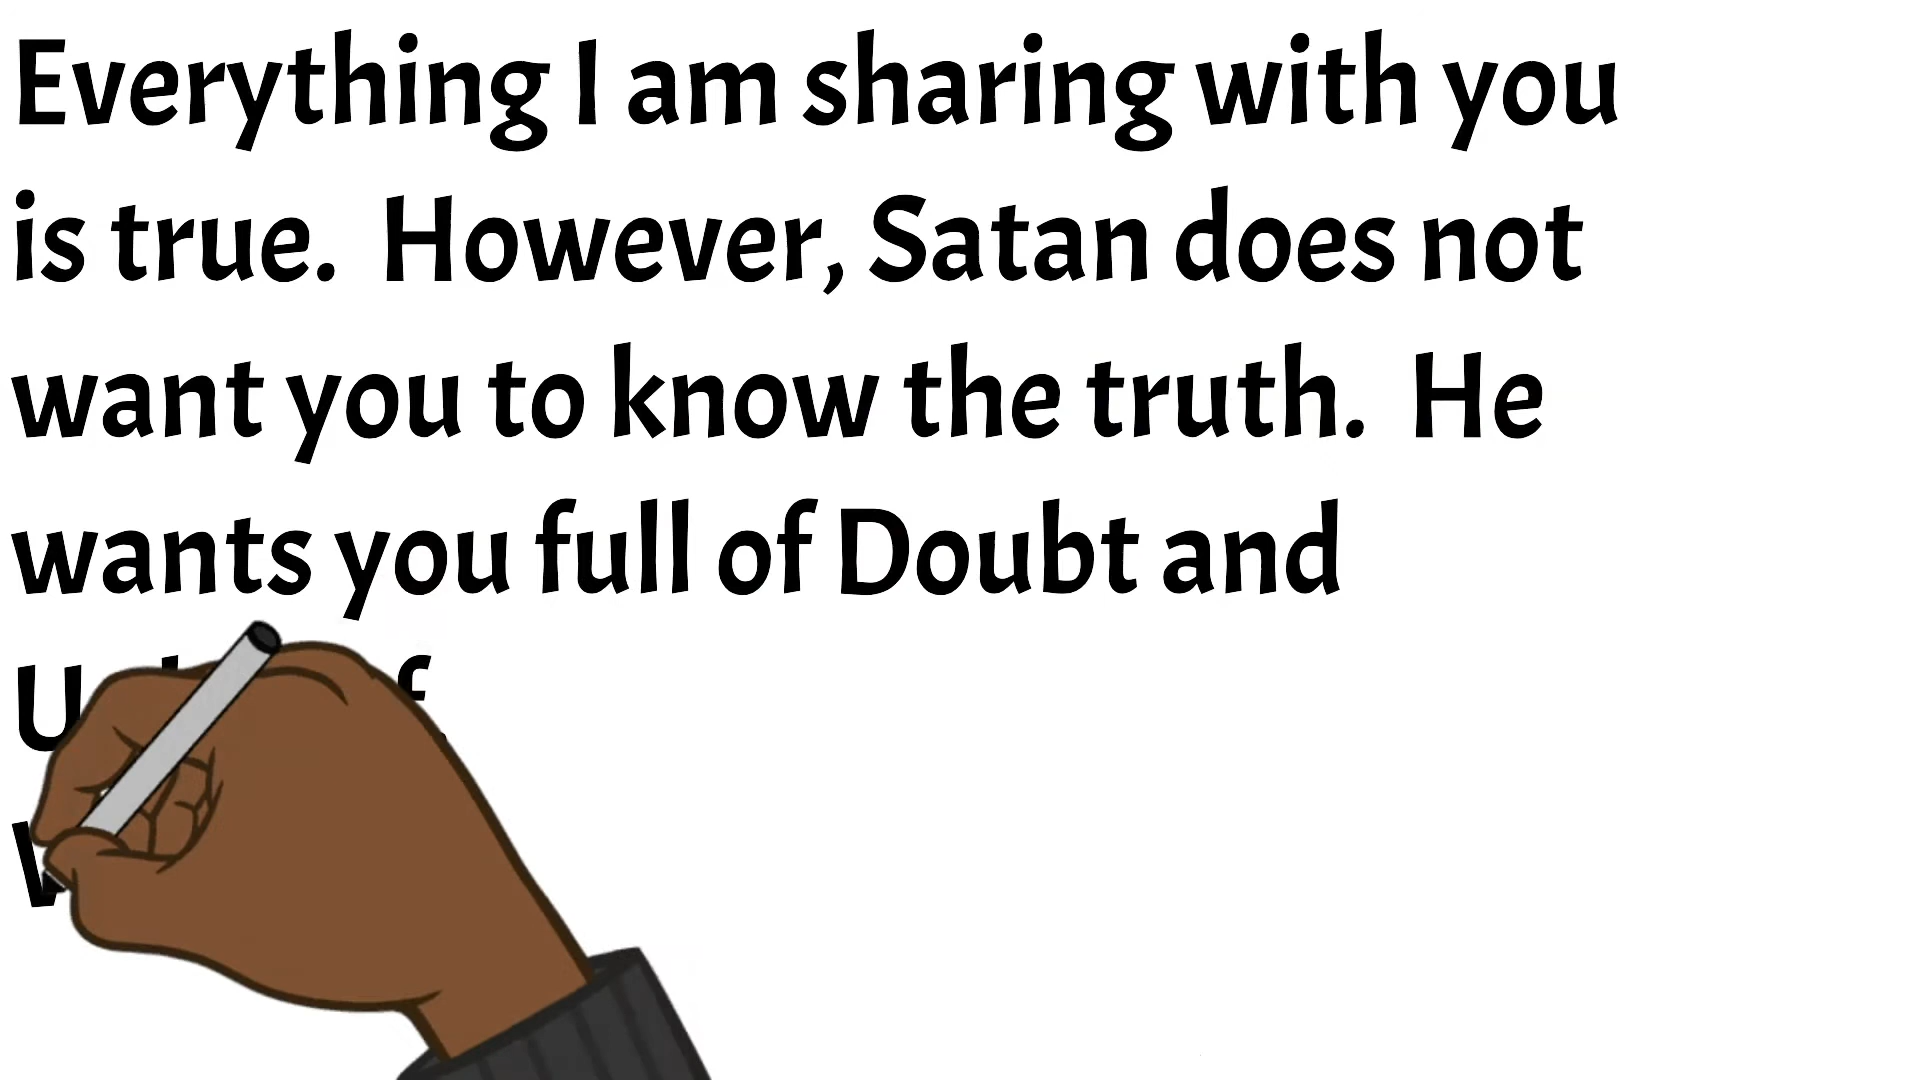 Everything I am sharing with you
is true.  However, Satan does not
want you to know the truth.  He
wants you full of Doubt and